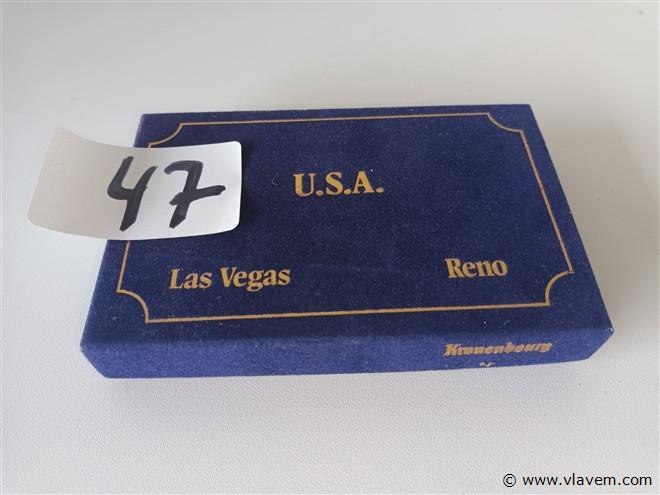 47
U.S.A.
Las Vegas Reno
Kronenbourg
© www.vlavem.com